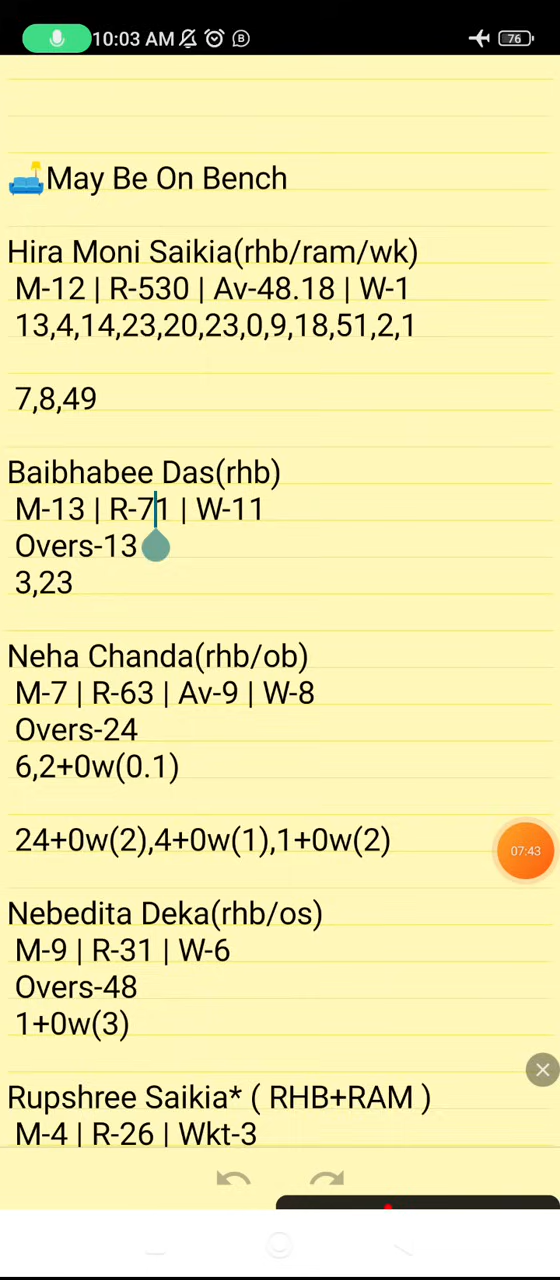 10:03 AM
76
🛋️May Be On Bench
Hira Moni Saikia(rhb/ram/wk)
M-12 | R-530 | Av-48.18 | W-1
13,4,14,23,20,23,0,9,18,51,2,1
7,8,49
Baibhabee Das(rhb)
M-13 | R-71 | W-11
Overs-13
3,23
Neha Chanda(rhb/ob)
M-7 | R-63 | Av-9 | W-8
Overs-24
6,2+0w(0.1)
24+0w(2),4+0w(1),1+0w(2)
07:43
Nebedita Deka(rhb/os)
M-9 | R-31 | W-6
Overs-48
1+0w(3)
Rupshree Saikia* ( RHB+RAM )
M-4 | R-26 | Wkt-3